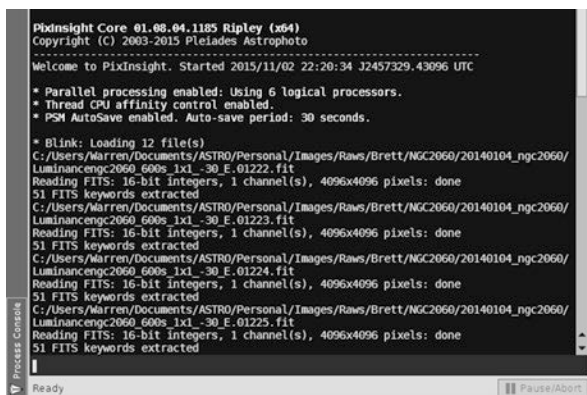 PixInsight Core 01.08.04.1185 Ripley (x64)
Copyright (C) 2003-2015 Pleiades Astrophoto
----------------------------------------------------------------------
Welcome to PixInsight. Started 2015/11/02 22:20:34 J2457329.43096 UTC
* Parallel processing enabled: Using 6 logical processors.
* Thread CPU affinity control enabled.
* PSM AutoSave enabled. Auto-save period: 30 seconds.
* Blink: Loading 12 file(s)
C:/Users/Warren/Documents/ASTRO/Personal/Images/Raws/Brett/NGC2060/20140104_ngc2060/
Luminancengc2060_600s_1x1_-30_E.01222.fit
Reading FITS: 16-bit integers, 1 channel(s), 4096x4096 pixels: done
51 FITS keywords extracted
C:/Users/Warren/Documents/ASTRO/Personal/Images/Raws/Brett/NGC2060/20140104_ngc2060/
Luminancengc2060_600s_1x1_-30_E.01223.fit
Reading FITS: 16-bit integers, 1 channel(s), 4096x4096 pixels: done
51 FITS keywords extracted
C:/Users/Warren/Documents/ASTRO/Personal/Images/Raws/Brett/NGC2060/20140104_ngc2060/
Luminancengc2060_600s_1x1_-30_E.01224.fit
Reading FITS: 16-bit integers, 1 channel(s), 4096x4096 pixels: done
51 FITS keywords extracted
C:/Users/Warren/Documents/ASTRO/Personal/Images/Raws/Brett/NGC2060/20140104_ngc2060/
Luminancengc2060_600s_1x1_-30_E.01225.fit
Reading FITS: 16-bit integers, 1 channel(s), 4096x4096 pixels: done
51 FITS keywords extracted
Process Console
Ready
Pause/Abort